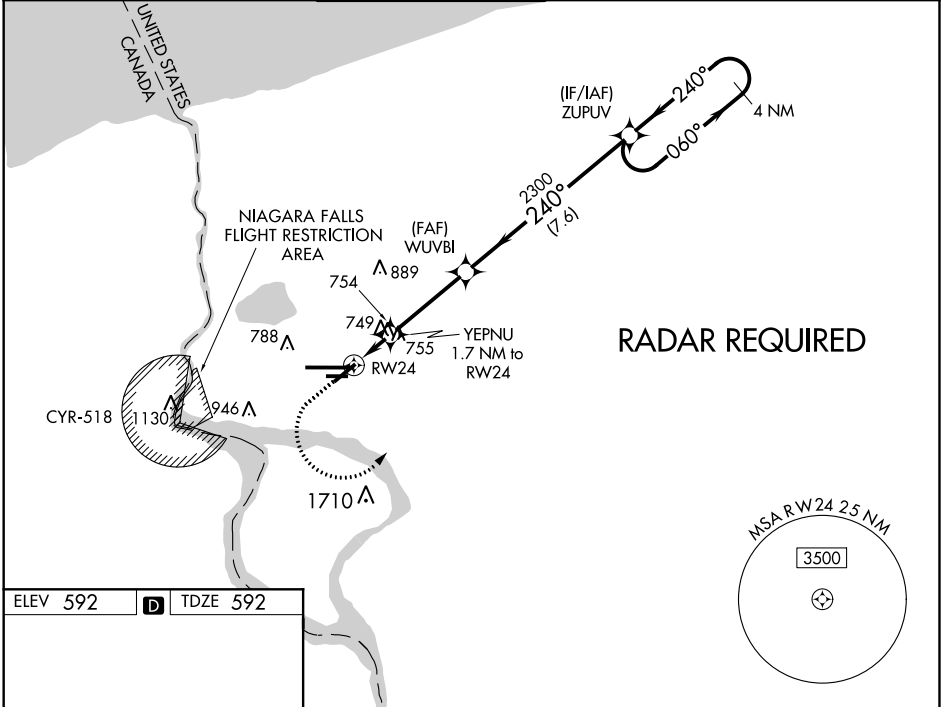 UNITED STATES
CANADA
(IF/IAF)
ZUPUV
240°
060°
4 NM
2300
240°
(7.6)
NIAGARA FALLS
FLIGHT RESTRICTION
AREA
(FAF)
WUVBI
889
754
749
788
755
YEPNU
1.7 NM to
RW24
RW24
RADAR REQUIRED
CYR-518
1130
946
1710
MSA RW24 25 NM
3500
ELEV 592
D
TDZE 592